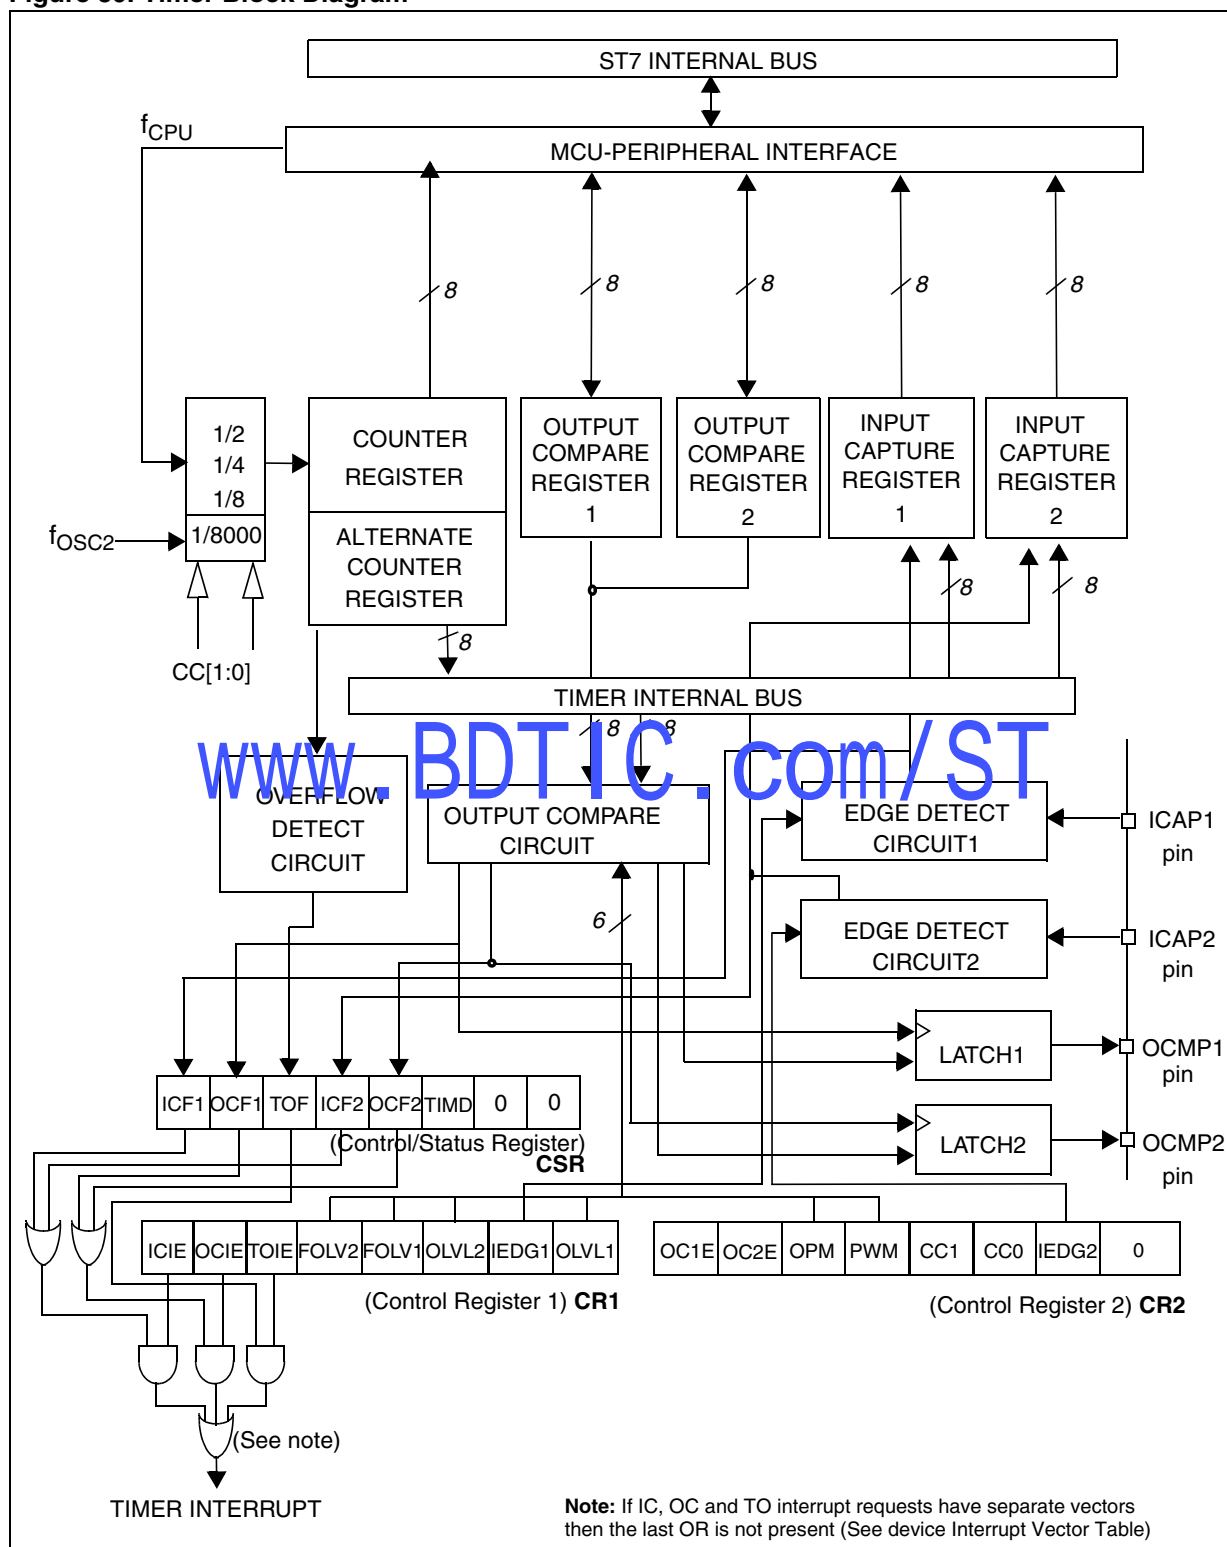 ST7 INTERNAL BUS
fCPU
MCU-PERIPHERAL INTERFACE
8
8
8
8
8
1/2
1/4
1/8
1/8000
fOSC2
CC[1:0]
COUNTER
REGISTER
ALTERNATE
COUNTER
REGISTER
OUTPUT
COMPARE
REGISTER
1
OUTPUT
COMPARE
REGISTER
2
INPUT
CAPTURE
REGISTER
1
INPUT
CAPTURE
REGISTER
2
8
8
8
TIMER INTERNAL BUS
8
8
www.BDTIC.com/ST
OVERFLOW
DETECT
CIRCUIT
OUTPUT COMPARE
CIRCUIT
EDGE DETECT
CIRCUIT1
ICAP1
pin
6
EDGE DETECT
CIRCUIT2
ICAP2
pin
LATCH1
OCMP1
pin
LATCH2
OCMP2
pin
ICF1 OCF1 TOF ICF2 OCF2 TIMD 0 0
(Control/Status Register)
CSR
ICIE OCIE TOIE FOLV2 FOLV1 OLVL2 IEDG1 OLVL1
(Control Register 1) CR1
OC1E OC2E OPM PWM CC1 CC0 IEDG2 0
(Control Register 2) CR2
(See note)
TIMER INTERRUPT
Note: If IC, OC and TO interrupt requests have separate vectors
then the last OR is not present (See device Interrupt Vector Table)